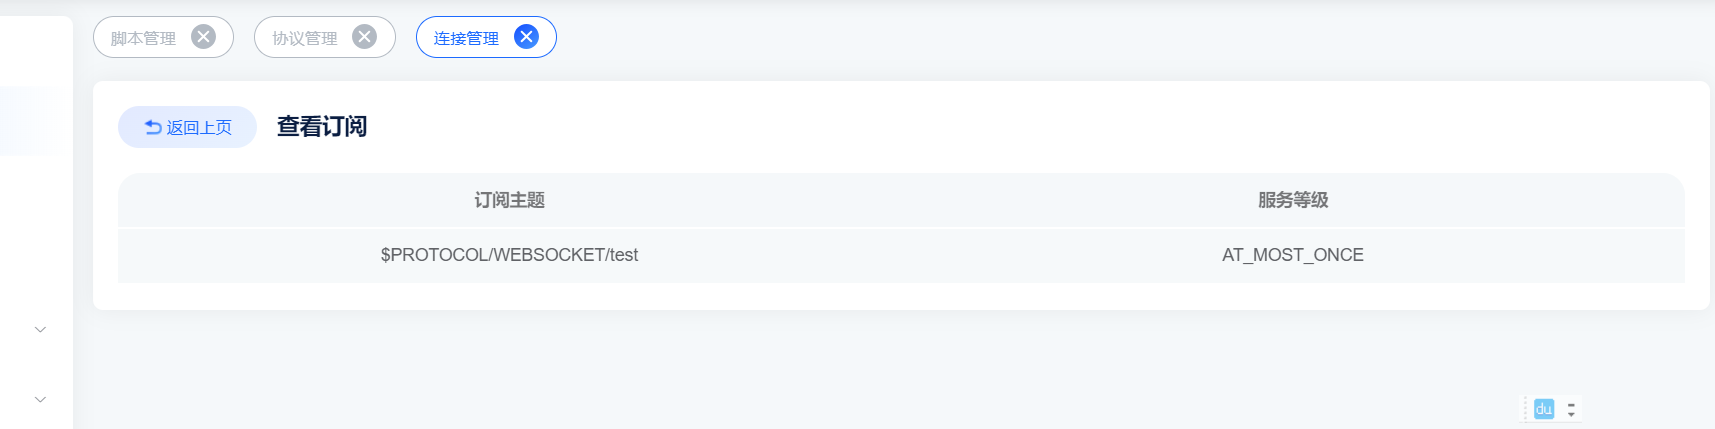 脚本管理 协议管理 连接管理
返回上页 查看订阅
订阅主题 服务等级
$PROTOCOL/WEBSOCKET/test AT_MOST_ONCE
du